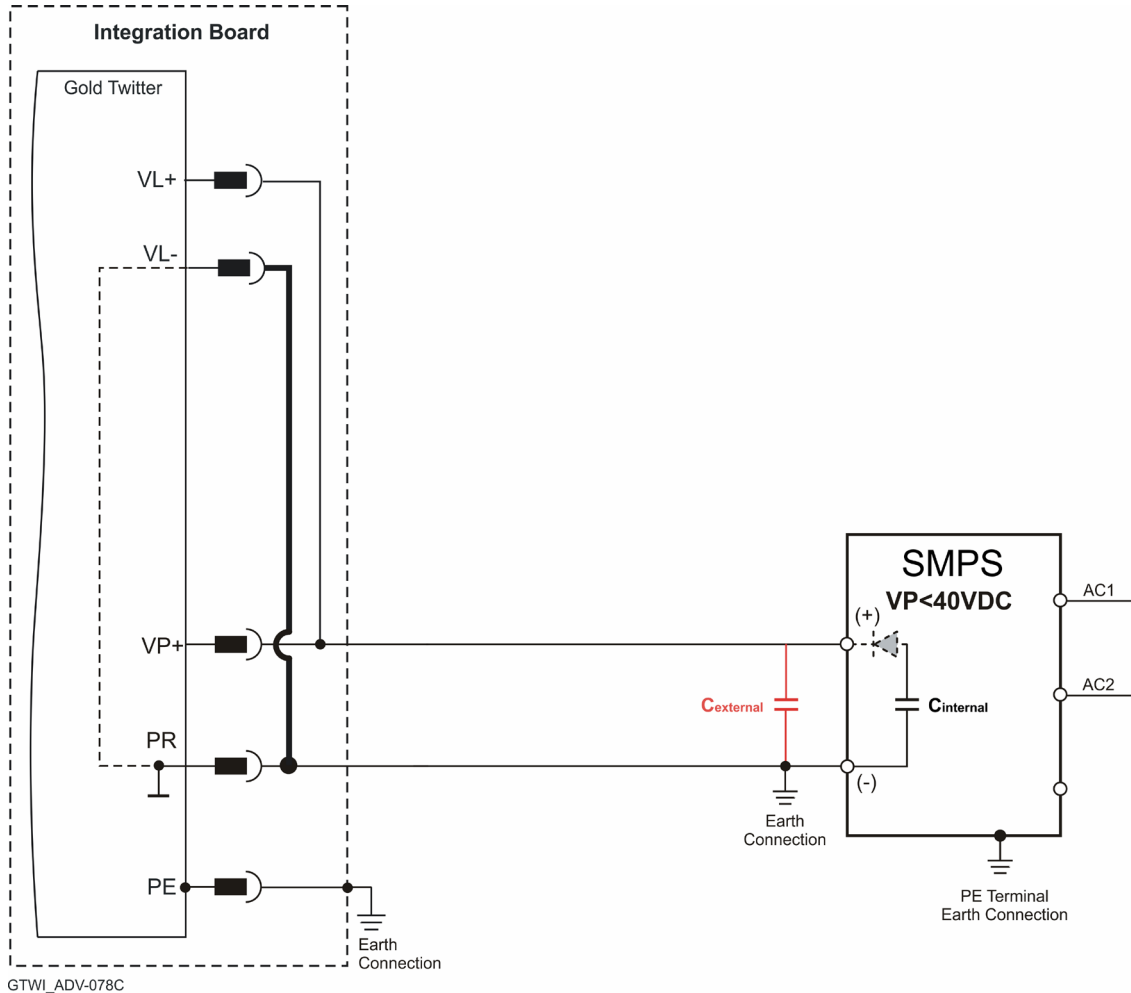 Integration Board
Gold Twitter
VL+
VL-
SMPS
VP<40VDC
AC1
(+)
VP+
AC2
Cexternal
Cinternal
PR
(-)
Earth
Connection
PE
PE Terminal
Earth Connection
Earth
Connection
GTWI_ADV-078C